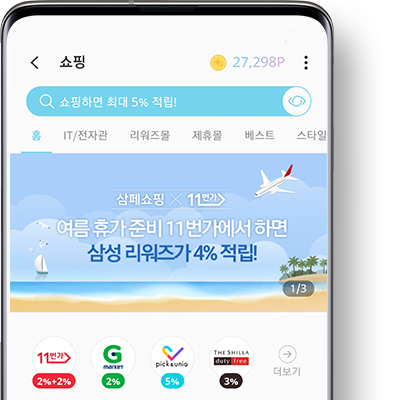 쇼핑 27,298P
쇼핑하면 최대 5% 적립!
홈 IT/전자관 리워즈몰 제휴몰 베스트 스타일
삼페쇼핑 × 11번가
여름 휴가 준비 11번가에서 하면
삼성 리워즈가 4% 적립!
1/3
11번가 G market pick&uniq THE SHILLA duty free 더보기
2%+2% 2% 5% 3%